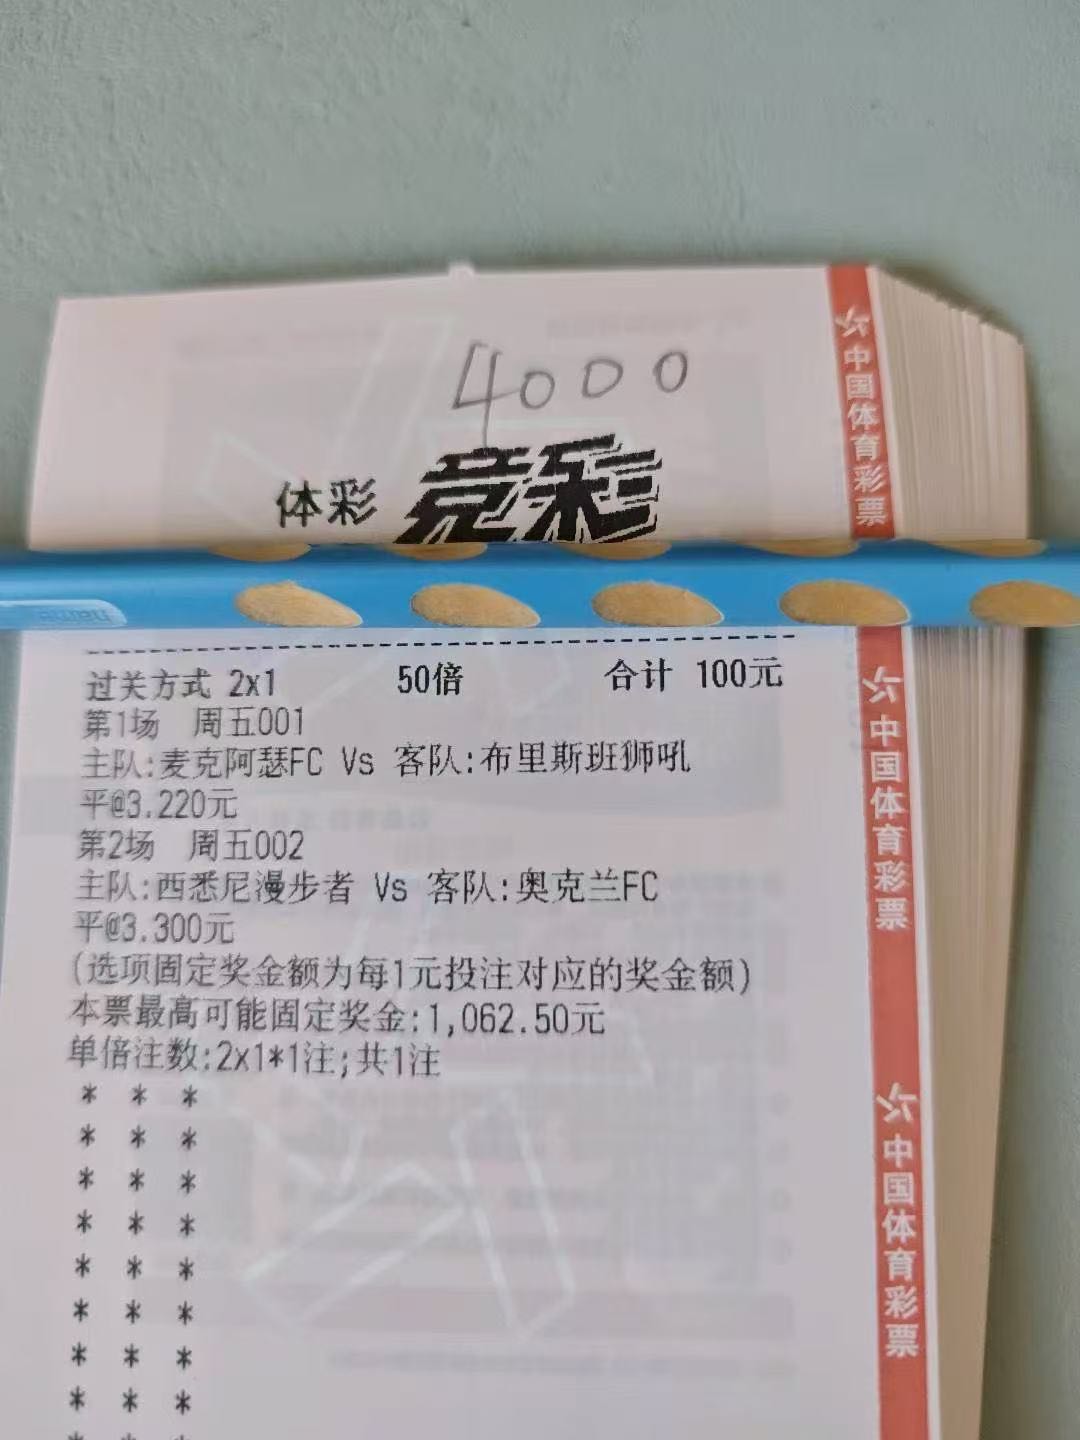 4000
体彩 竞彩
过关方式 2x1 50倍 合计 100元
第1场 周五001
主队:麦克阿瑟FC Vs 客队:布里斯班狮吼
平@3.220元
第2场 周五002
主队:西悉尼漫步者 Vs 客队:奥克兰FC
平@3.300元
(选项固定奖金额为每1元投注对应的奖金额)
本票最高可能固定奖金:1,062.50元
单倍注数:2x1*1注;共1注
* * *
* * *
* * *
* * *
* * *
* * *
* * *
* * *
* * *
中国体育彩票
中国体育彩票
中国体育彩票
name